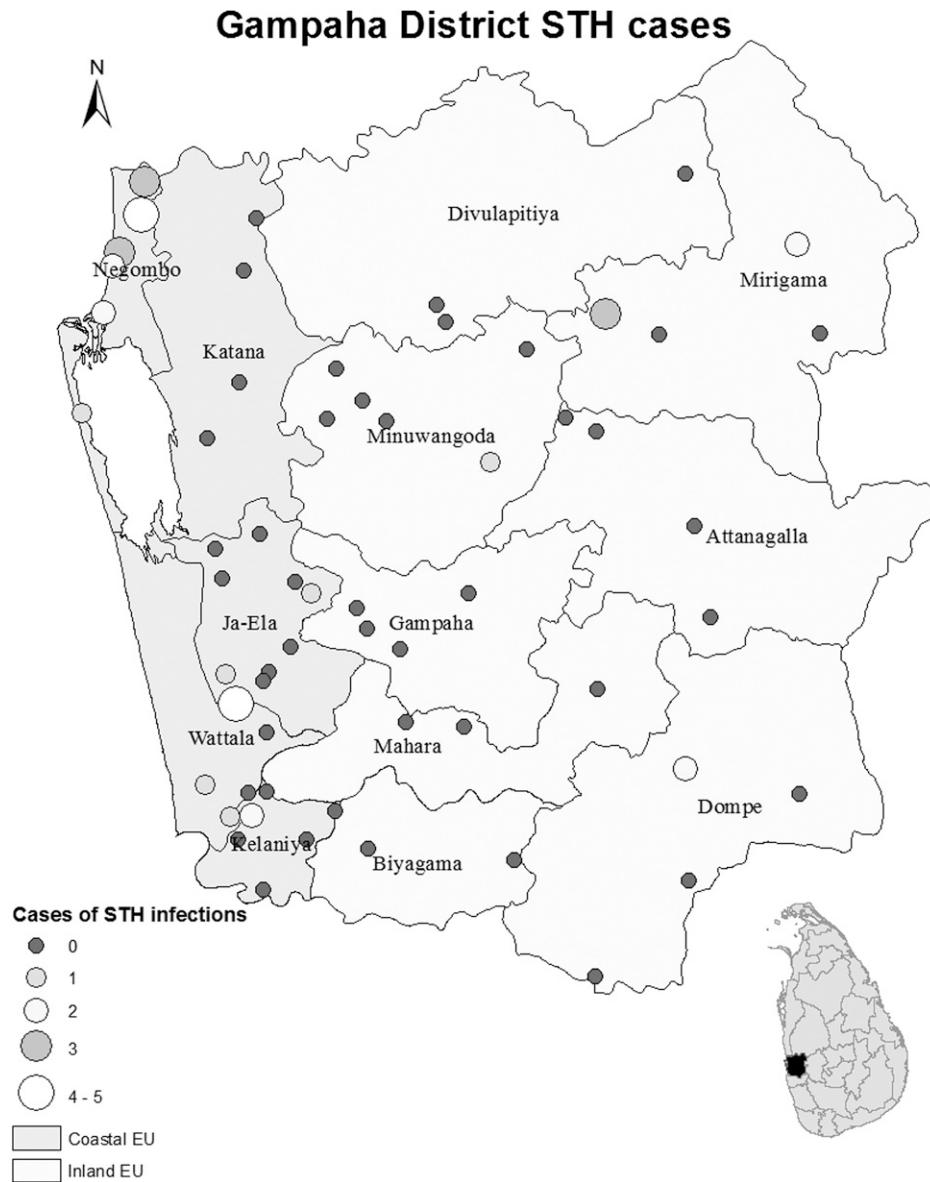 Gampaha District STH cases
N
Divulapitiya
Negombo
Mirigama
Katana
Minuwangoda
Attanagalla
Ja-Ela
Gampaha
Wattala
Mahara
Dompe
Kelaniya
Biyagama
Cases of STH infections
0
1
2
3
4 - 5
Coastal EU
Inland EU